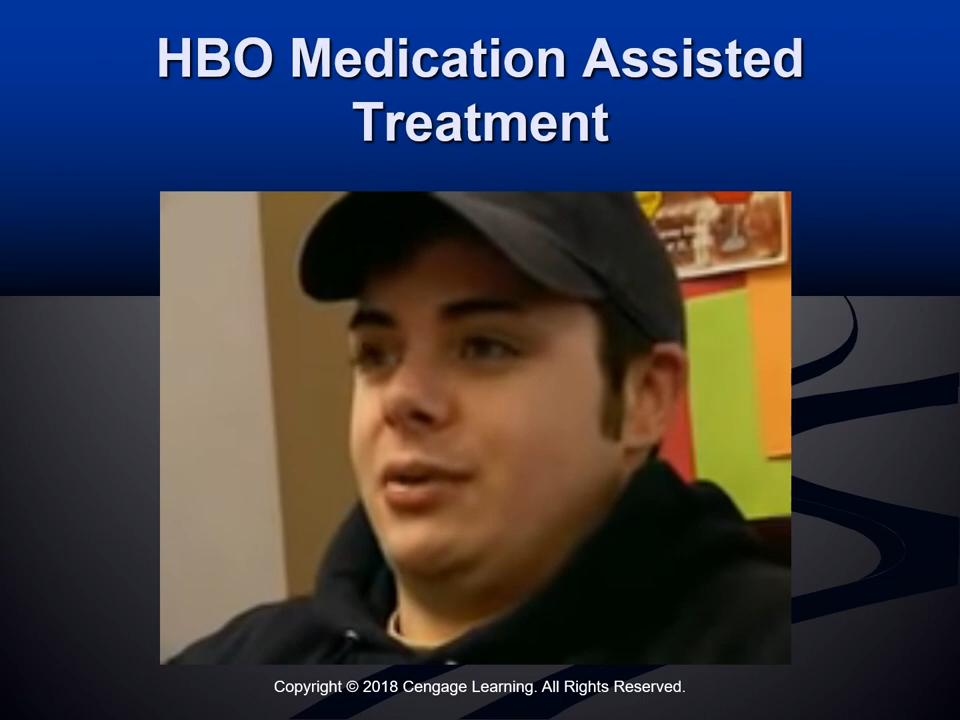 HBO Medication Assisted
Treatment
Copyright © 2018 Cengage Learning. All Rights Reserved.